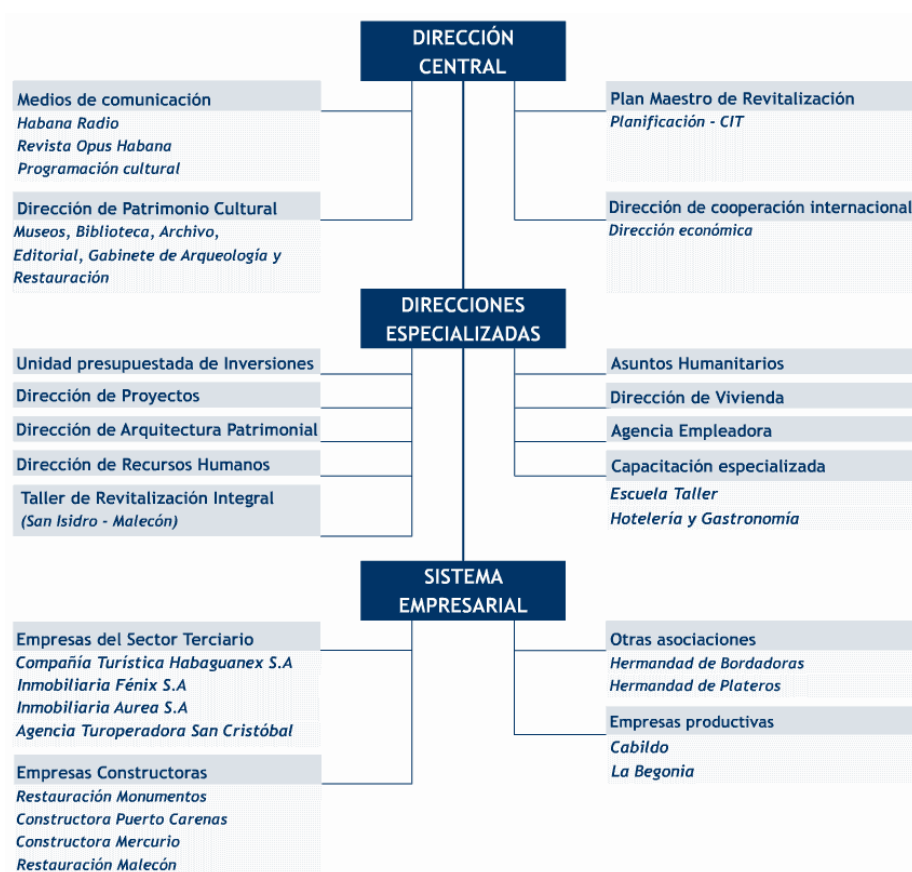 DIRECCIÓN
CENTRAL
Medios de comunicación
Habana Radio
Revista Opus Habana
Programación cultural
Plan Maestro de Revitalización
Planificación - CIT
Dirección de Patrimonio Cultural
Museos, Biblioteca, Archivo,
Editorial, Gabinete de Arqueología y
Restauración
Dirección de cooperación internacional
Dirección económica
DIRECCIONES
ESPECIALIZADAS
Unidad presupuestada de Inversiones
Dirección de Proyectos
Dirección de Arquitectura Patrimonial
Dirección de Recursos Humanos
Taller de Revitalización Integral
(San Isidro - Malecón)
Asuntos Humanitarios
Dirección de Vivienda
Agencia Empleadora
Capacitación especializada
Escuela Taller
Hotelería y Gastronomía
SISTEMA
EMPRESARIAL
Empresas del Sector Terciario
Compañía Turística Habaguanex S.A
Inmobiliaria Fénix S.A
Inmobiliaria Aurea S.A
Agencia Turoperadora San Cristóbal
Empresas Constructoras
Restauración Monumentos
Constructora Puerto Carenas
Constructora Mercurio
Restauración Malecón
Otras asociaciones
Hermandad de Bordadoras
Hermandad de Plateros
Empresas productivas
Cabildo
La Begonia